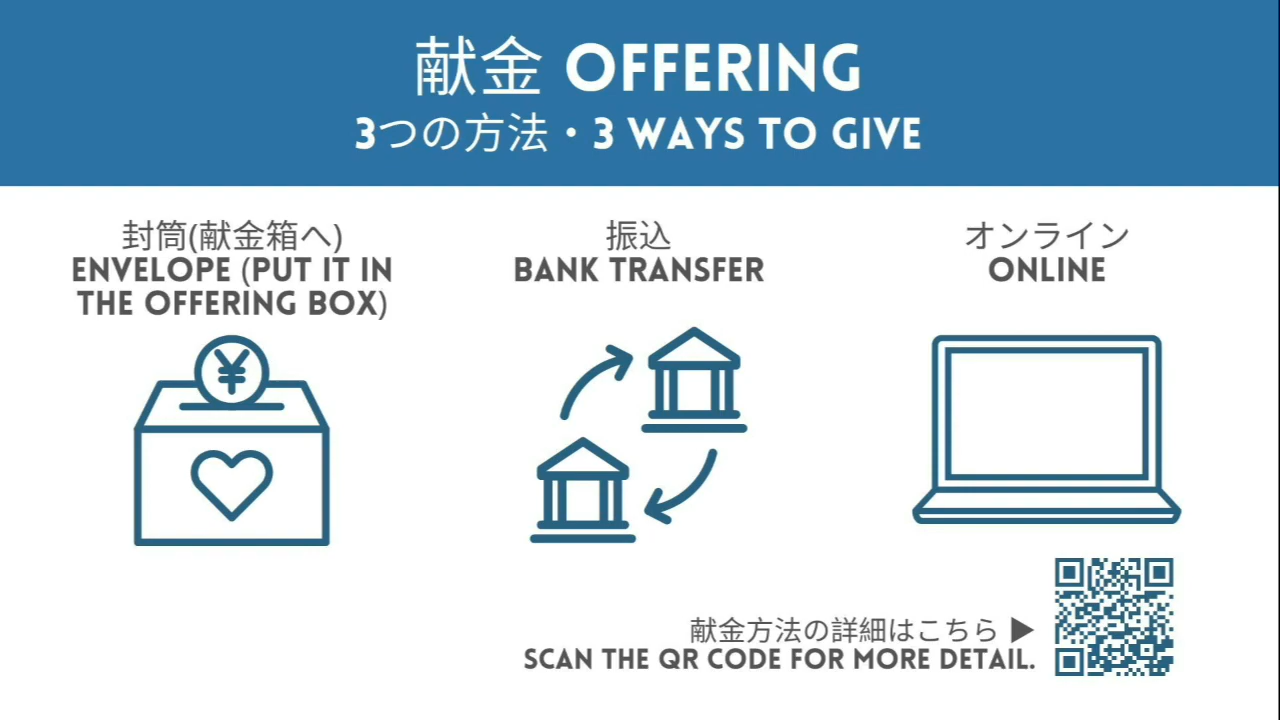 献金 OFFERING
3つの方法・3 WAYS TO GIVE
封筒(献金箱へ)
ENVELOPE (PUT IT IN
THE OFFERING BOX)
¥
振込
BANK TRANSFER
オンライン
ONLINE
献金方法の詳細はこちら ▶
SCAN THE QR CODE FOR MORE DETAIL.